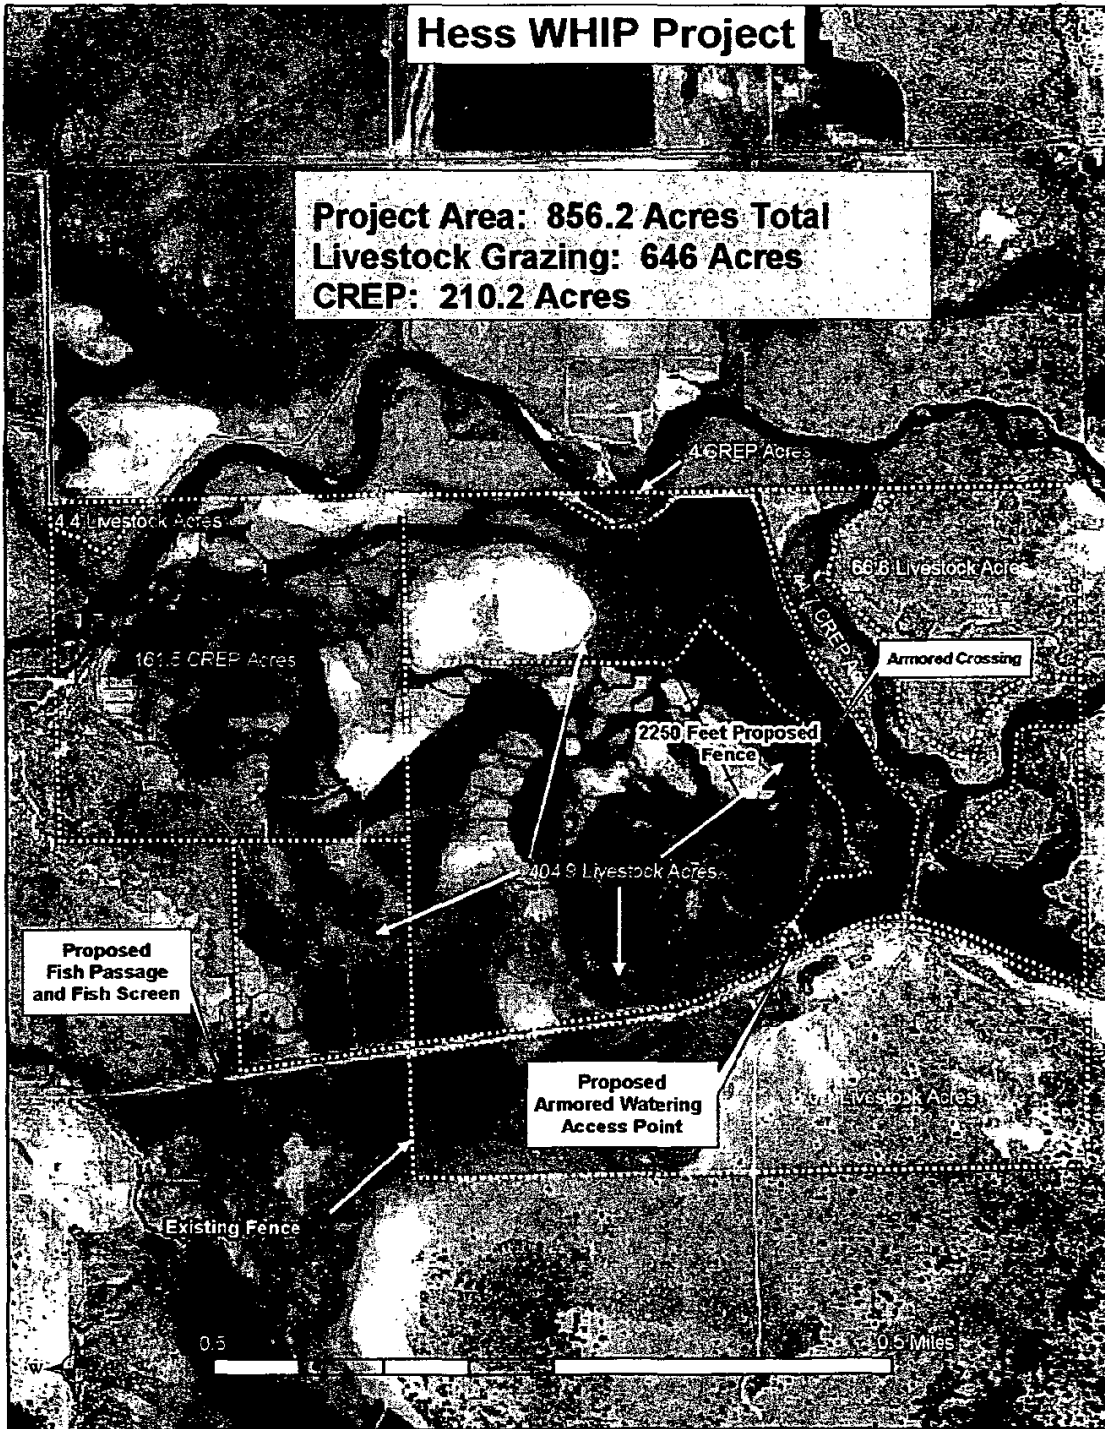 Hess WHIP Project
Project Area: 856.2 Acres Total
Livestock Grazing: 646 Acres
CREP: 210.2 Acres
4 CREP Acres
4.4 Livestock Acres
66.6 Livestock Acres
CREP
161.5 CREP Acres
Armored Crossing
2250 Feet Proposed
Fence
404.9 Livestock Acres
Proposed
Fish Passage
and Fish Screen
Proposed
Armored Watering
Access Point
Livestock Acres
Existing Fence
0.5
0.5 Miles
W